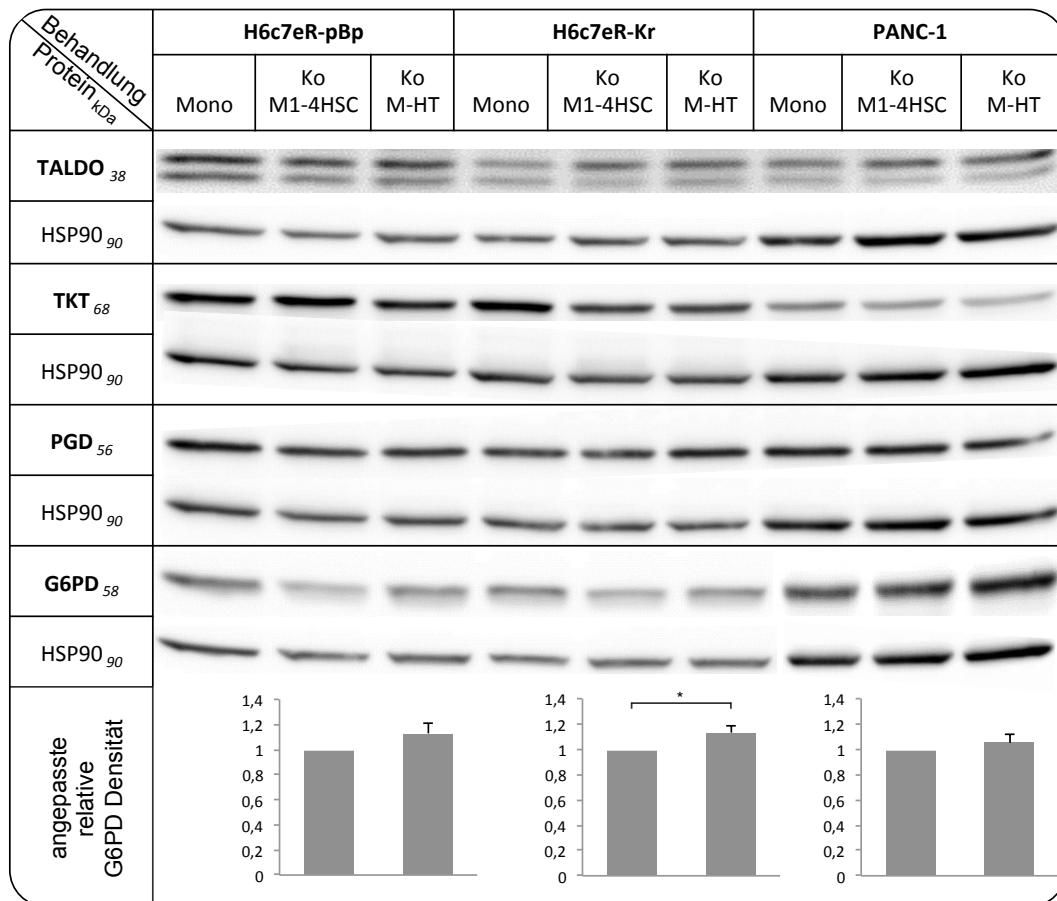 Behandlung
Protein kDa
H6c7eR-pBp H6c7eR-Kr PANC-1
Mono Ko M1-4HSC Ko M-HT Mono Ko M1-4HSC Ko M-HT Mono Ko M1-4HSC Ko M-HT
TALDO 38
HSP90 90
TKT 68
HSP90 90
PGD 56
HSP90 90
G6PD 58
HSP90 90
angepasste
relative
G6PD Densität
1,4
1,2
1
0,8
0,6
0,4
0,2
0
1,4
1,2
1
0,8
0,6
0,4
0,2
0
*
1,4
1,2
1
0,8
0,6
0,4
0,2
0